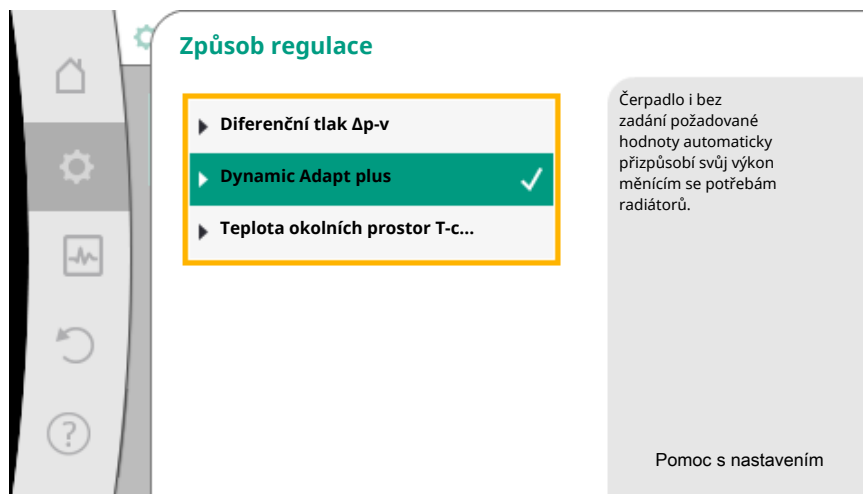 Způsob regulace
Diferenční tlak Δp-v
Dynamic Adapt plus
Teplota okolních prostor T-c...
Čerpadlo i bez
zadání požadované
hodnoty automaticky
přizpůsobí svůj výkon
měnícím se potřebám
radiátorů.
Pomoc s nastavením